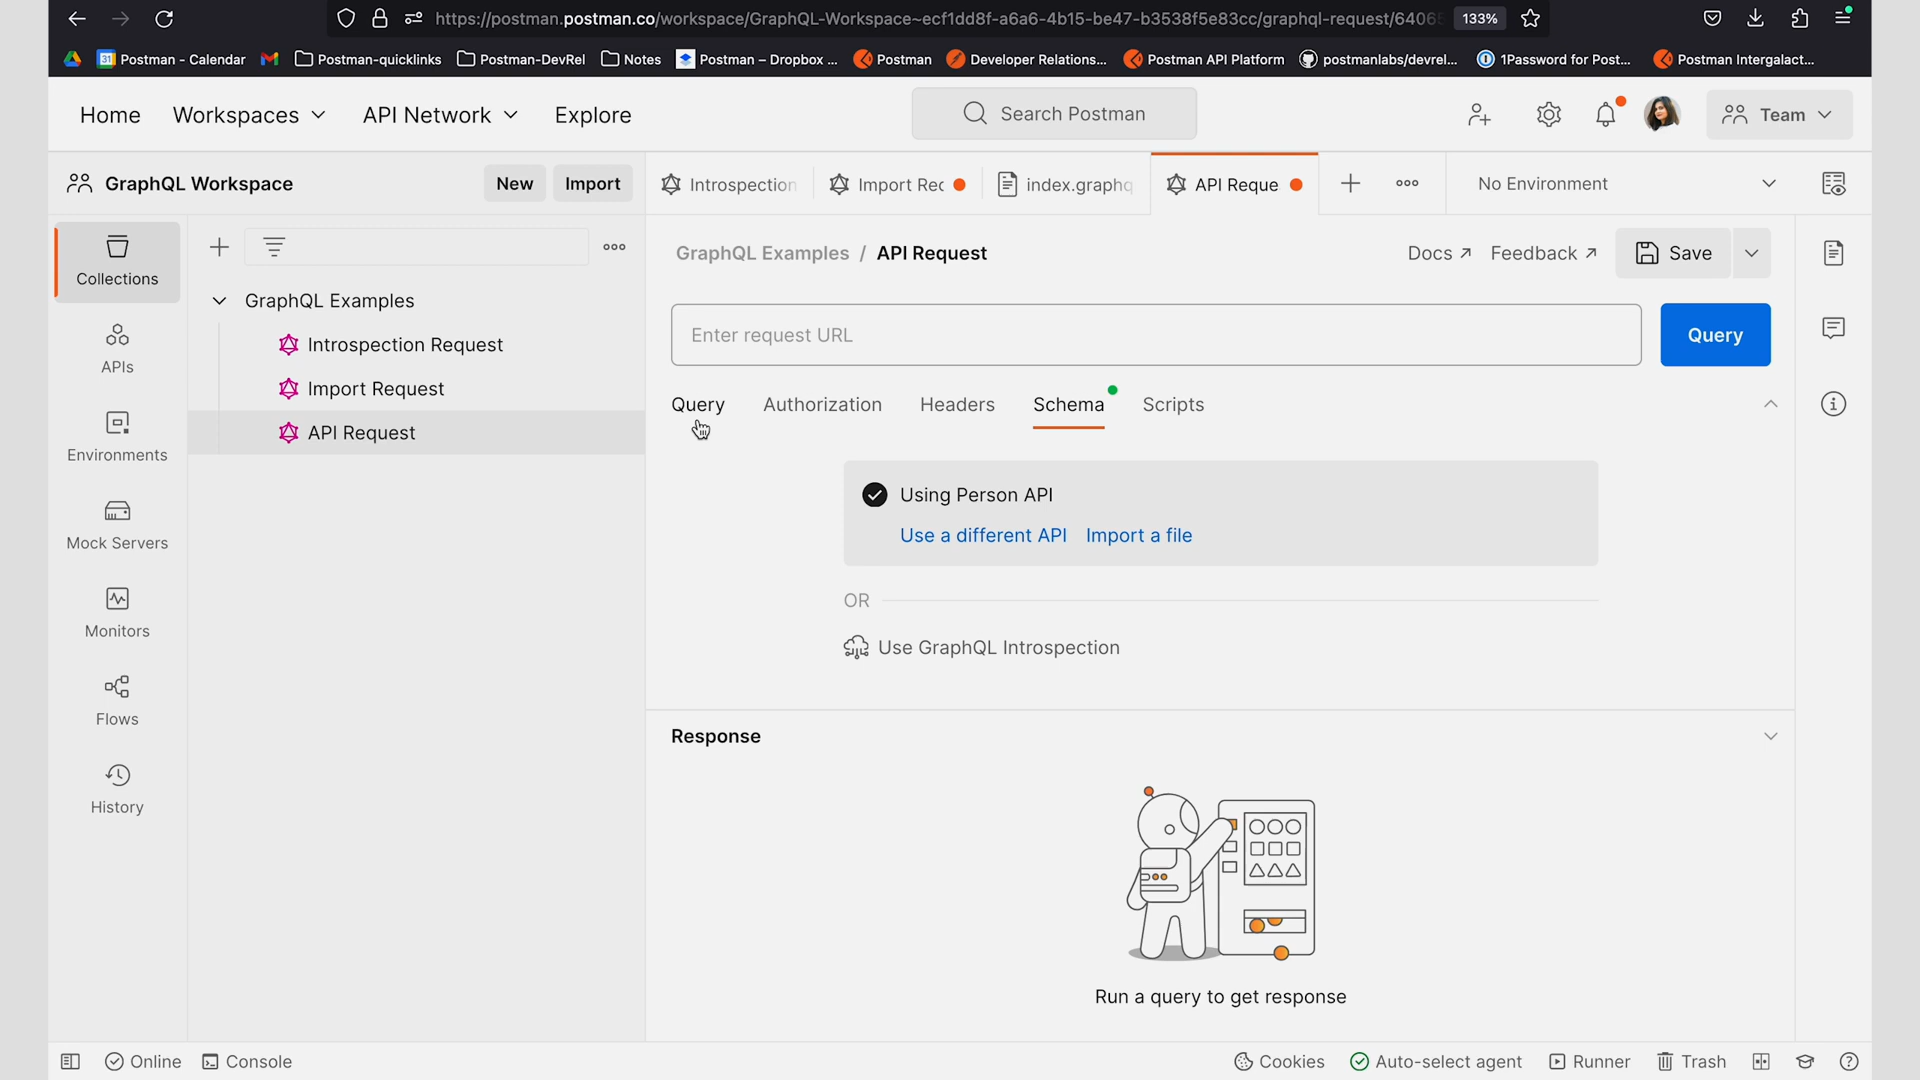 https://postman.postman.co/workspace/GraphQL-Workspace~ecf1dd8f-a6a6-4b15-be47-b3538f5e83cc/graphql-request/64065 133%
31 Postman - Calendar Postman-quicklinks Postman-DevRel Notes Postman – Dropbox ... Postman Developer Relations... Postman API Platform postmanlabs/devrel... 1Password for Post... Postman Intergalact...
Home Workspaces API Network Explore Search Postman Team
GraphQL Workspace New Import Introspection Import Rec index.graphq API Reque No Environment
Collections
APIs
Environments
Mock Servers
Monitors
Flows
History
GraphQL Examples
Introspection Request
Import Request
API Request
GraphQL Examples / API Request Docs Feedback Save
Enter request URL Query
Query Authorization Headers Schema Scripts
Using Person API
Use a different API Import a file
OR
Use GraphQL Introspection
Response
Run a query to get response
Online Console Cookies Auto-select agent Runner Trash